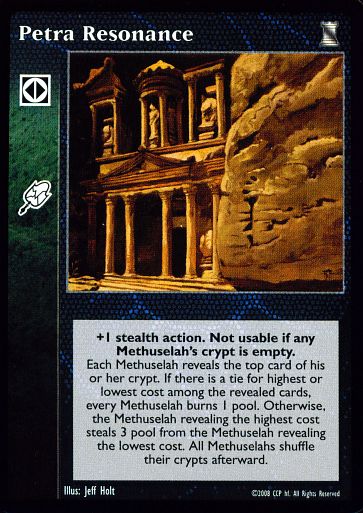 Petra Resonance
+1 stealth action. Not usable if any
Methuselah's crypt is empty.
Each Methuselah reveals the top card of his
or her crypt. If there is a tie for highest or
lowest cost among the revealed cards,
every Methuselah burns 1 pool. Otherwise,
the Methuselah revealing the highest cost
steals 3 pool from the Methuselah revealing
the lowest cost. All Methuselahs shuffle
their crypts afterward.
Illus: Jeff Holt
©2008 CCP hf. All Rights Reserved